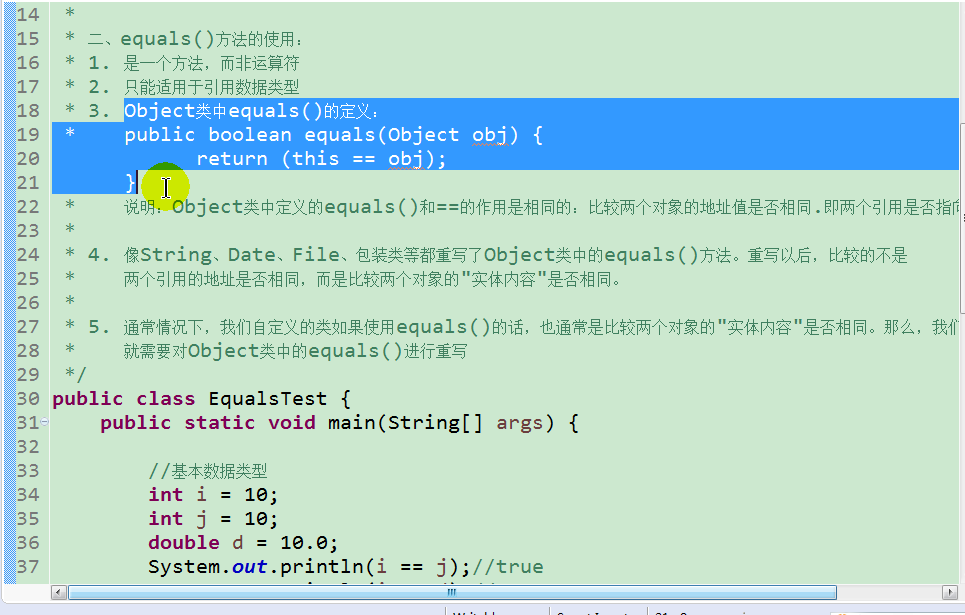 14 *
15 * 二、equals()方法的使用:
16 * 1. 是一个方法，而非运算符
17 * 2. 只能适用于引用数据类型
18 * 3. Object类中equals()的定义:
19 * public boolean equals(Object obj) {
20 return (this == obj);
21 }
22 * 说明: Object类中定义的equals()和==的作用是相同的: 比较两个对象的地址值是否相同.即两个引用是否指向
23 *
24 * 4. 像String、Date、File、包装类等都重写了Object类中的equals()方法。重写以后，比较的不是
25 * 两个引用的地址是否相同，而是比较两个对象的"实体内容"是否相同。
26 *
27 * 5. 通常情况下，我们自定义的类如果使用equals()的话，也通常是比较两个对象的"实体内容"是否相同。那么，我们
28 * 就需要对Object类中的equals()进行重写
29 */
30 public class EqualsTest {
31 public static void main(String[] args) {
32
33 //基本数据类型
34 int i = 10;
35 int j = 10;
36 double d = 10.0;
37 System.out.println(i == j);//true